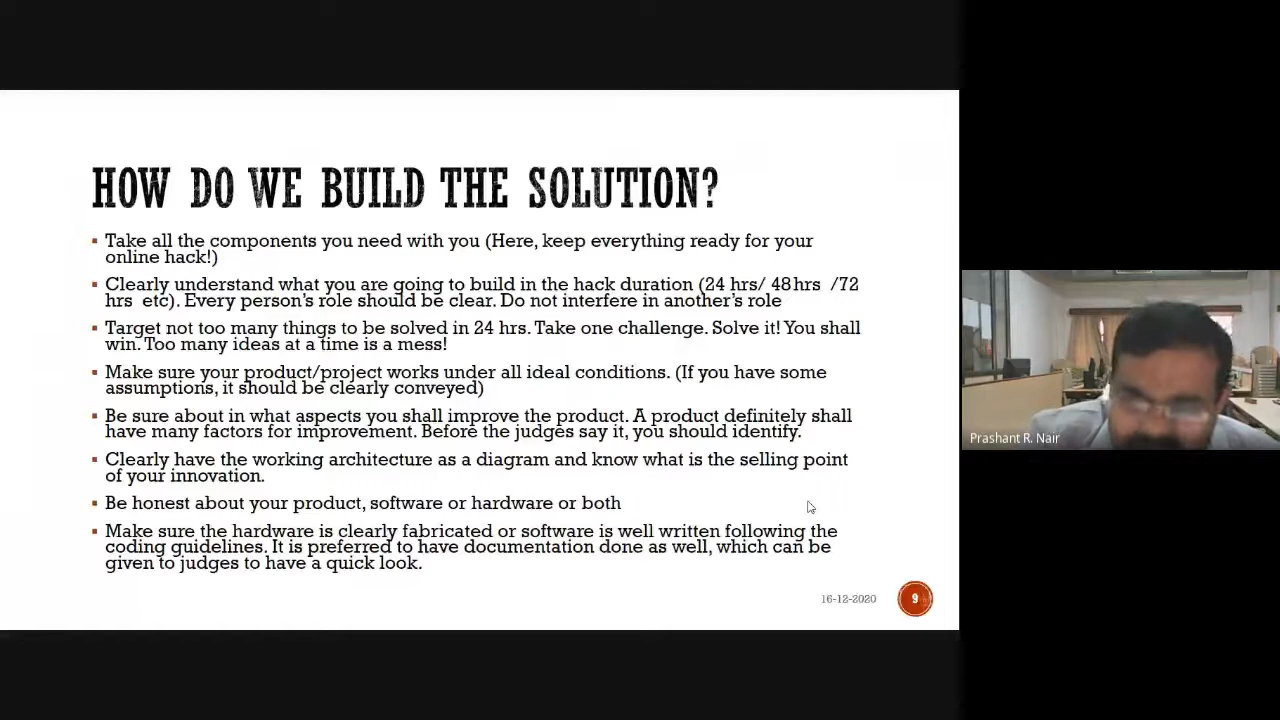 HOW DO WE BUILD THE SOLUTION?
▪ Take all the components you need with you (Here, keep everything ready for your
online hack!)
▪ Clearly understand what you are going to build in the hack duration (24 hrs/ 48hrs /72
hrs etc). Every person's role should be clear. Do not interfere in another's role
▪ Target not too many things to be solved in 24 hrs. Take one challenge. Solve it! You shall
win. Too many ideas at a time is a mess!
▪ Make sure your product/project works under all ideal conditions. (If you have some
assumptions, it should be clearly conveyed)
▪ Be sure about in what aspects you shall improve the product. A product definitely shall
have many factors for improvement. Before the judges say it, you should identify.
▪ Clearly have the working architecture as a diagram and know what is the selling point
of your innovation.
▪ Be honest about your product, software or hardware or both
▪ Make sure the hardware is clearly fabricated or software is well written following the
coding guidelines. It is preferred to have documentation done as well, which can be
given to judges to have a quick look.
16-12-2020
9
Prashant R. Nair